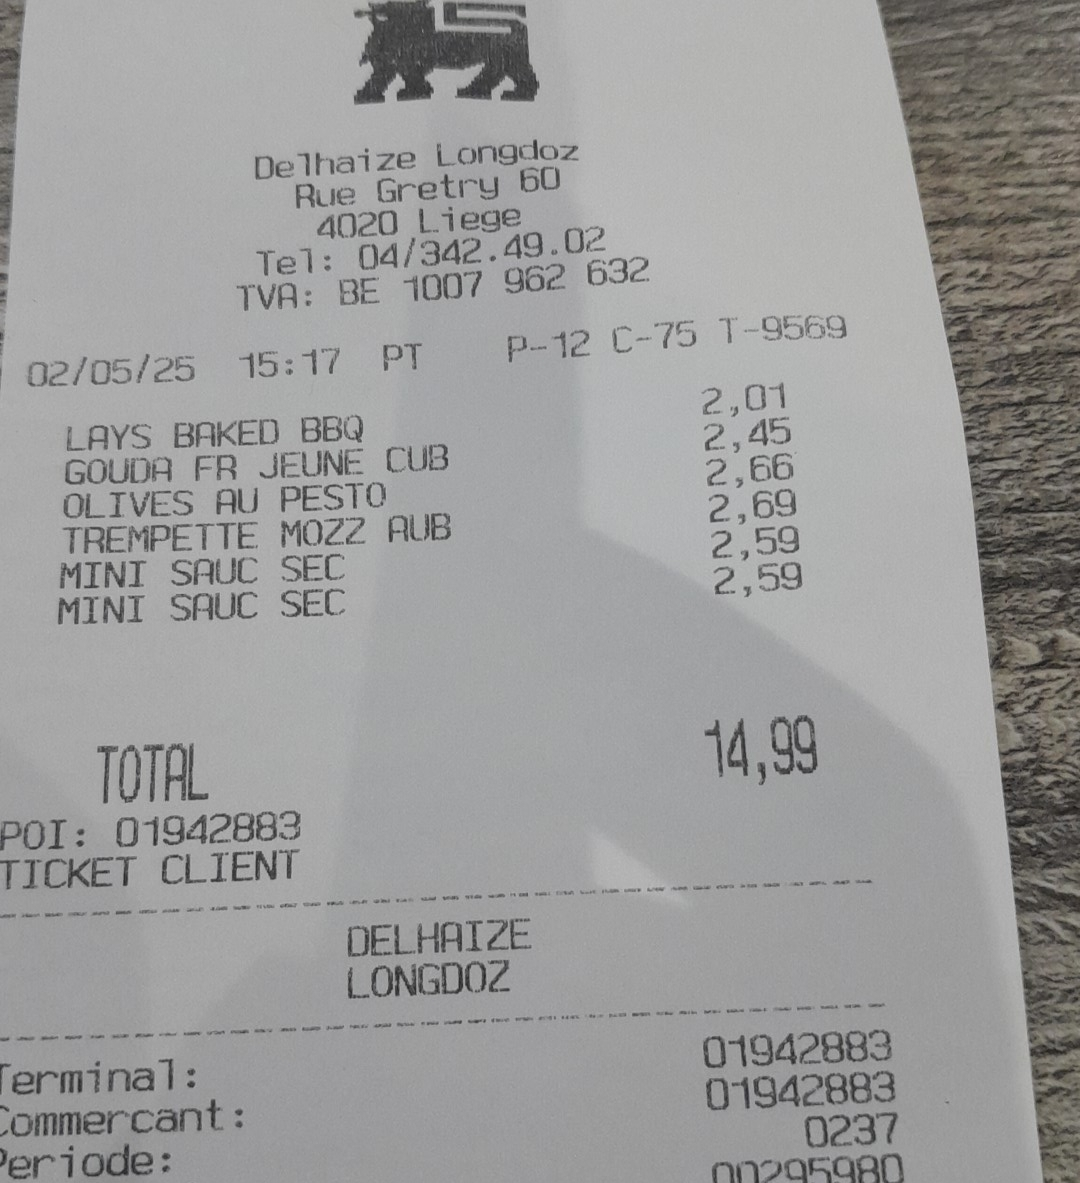 Delhaize Longdoz
Rue Gretry 60
4020 Liege
Tel: 04/342.49.02
TVA: BE 1007 962 632
02/05/25 15:17 PT P-12 C-75 T-9569
LAYS BAKED BBQ 2,01
GOUDA FR JEUNE CUB 2,45
OLIVES AU PESTO 2,66
TREMPETTE MOZZ AUB 2,69
MINI SAUC SEC 2,59
MINI SAUC SEC 2,59
TOTAL 14,99
POI: 01942883
TICKET CLIENT
DELHAIZE
LONGDOZ
Terminal: 01942883
Commercant: 01942883
Periode: 0237
00295980